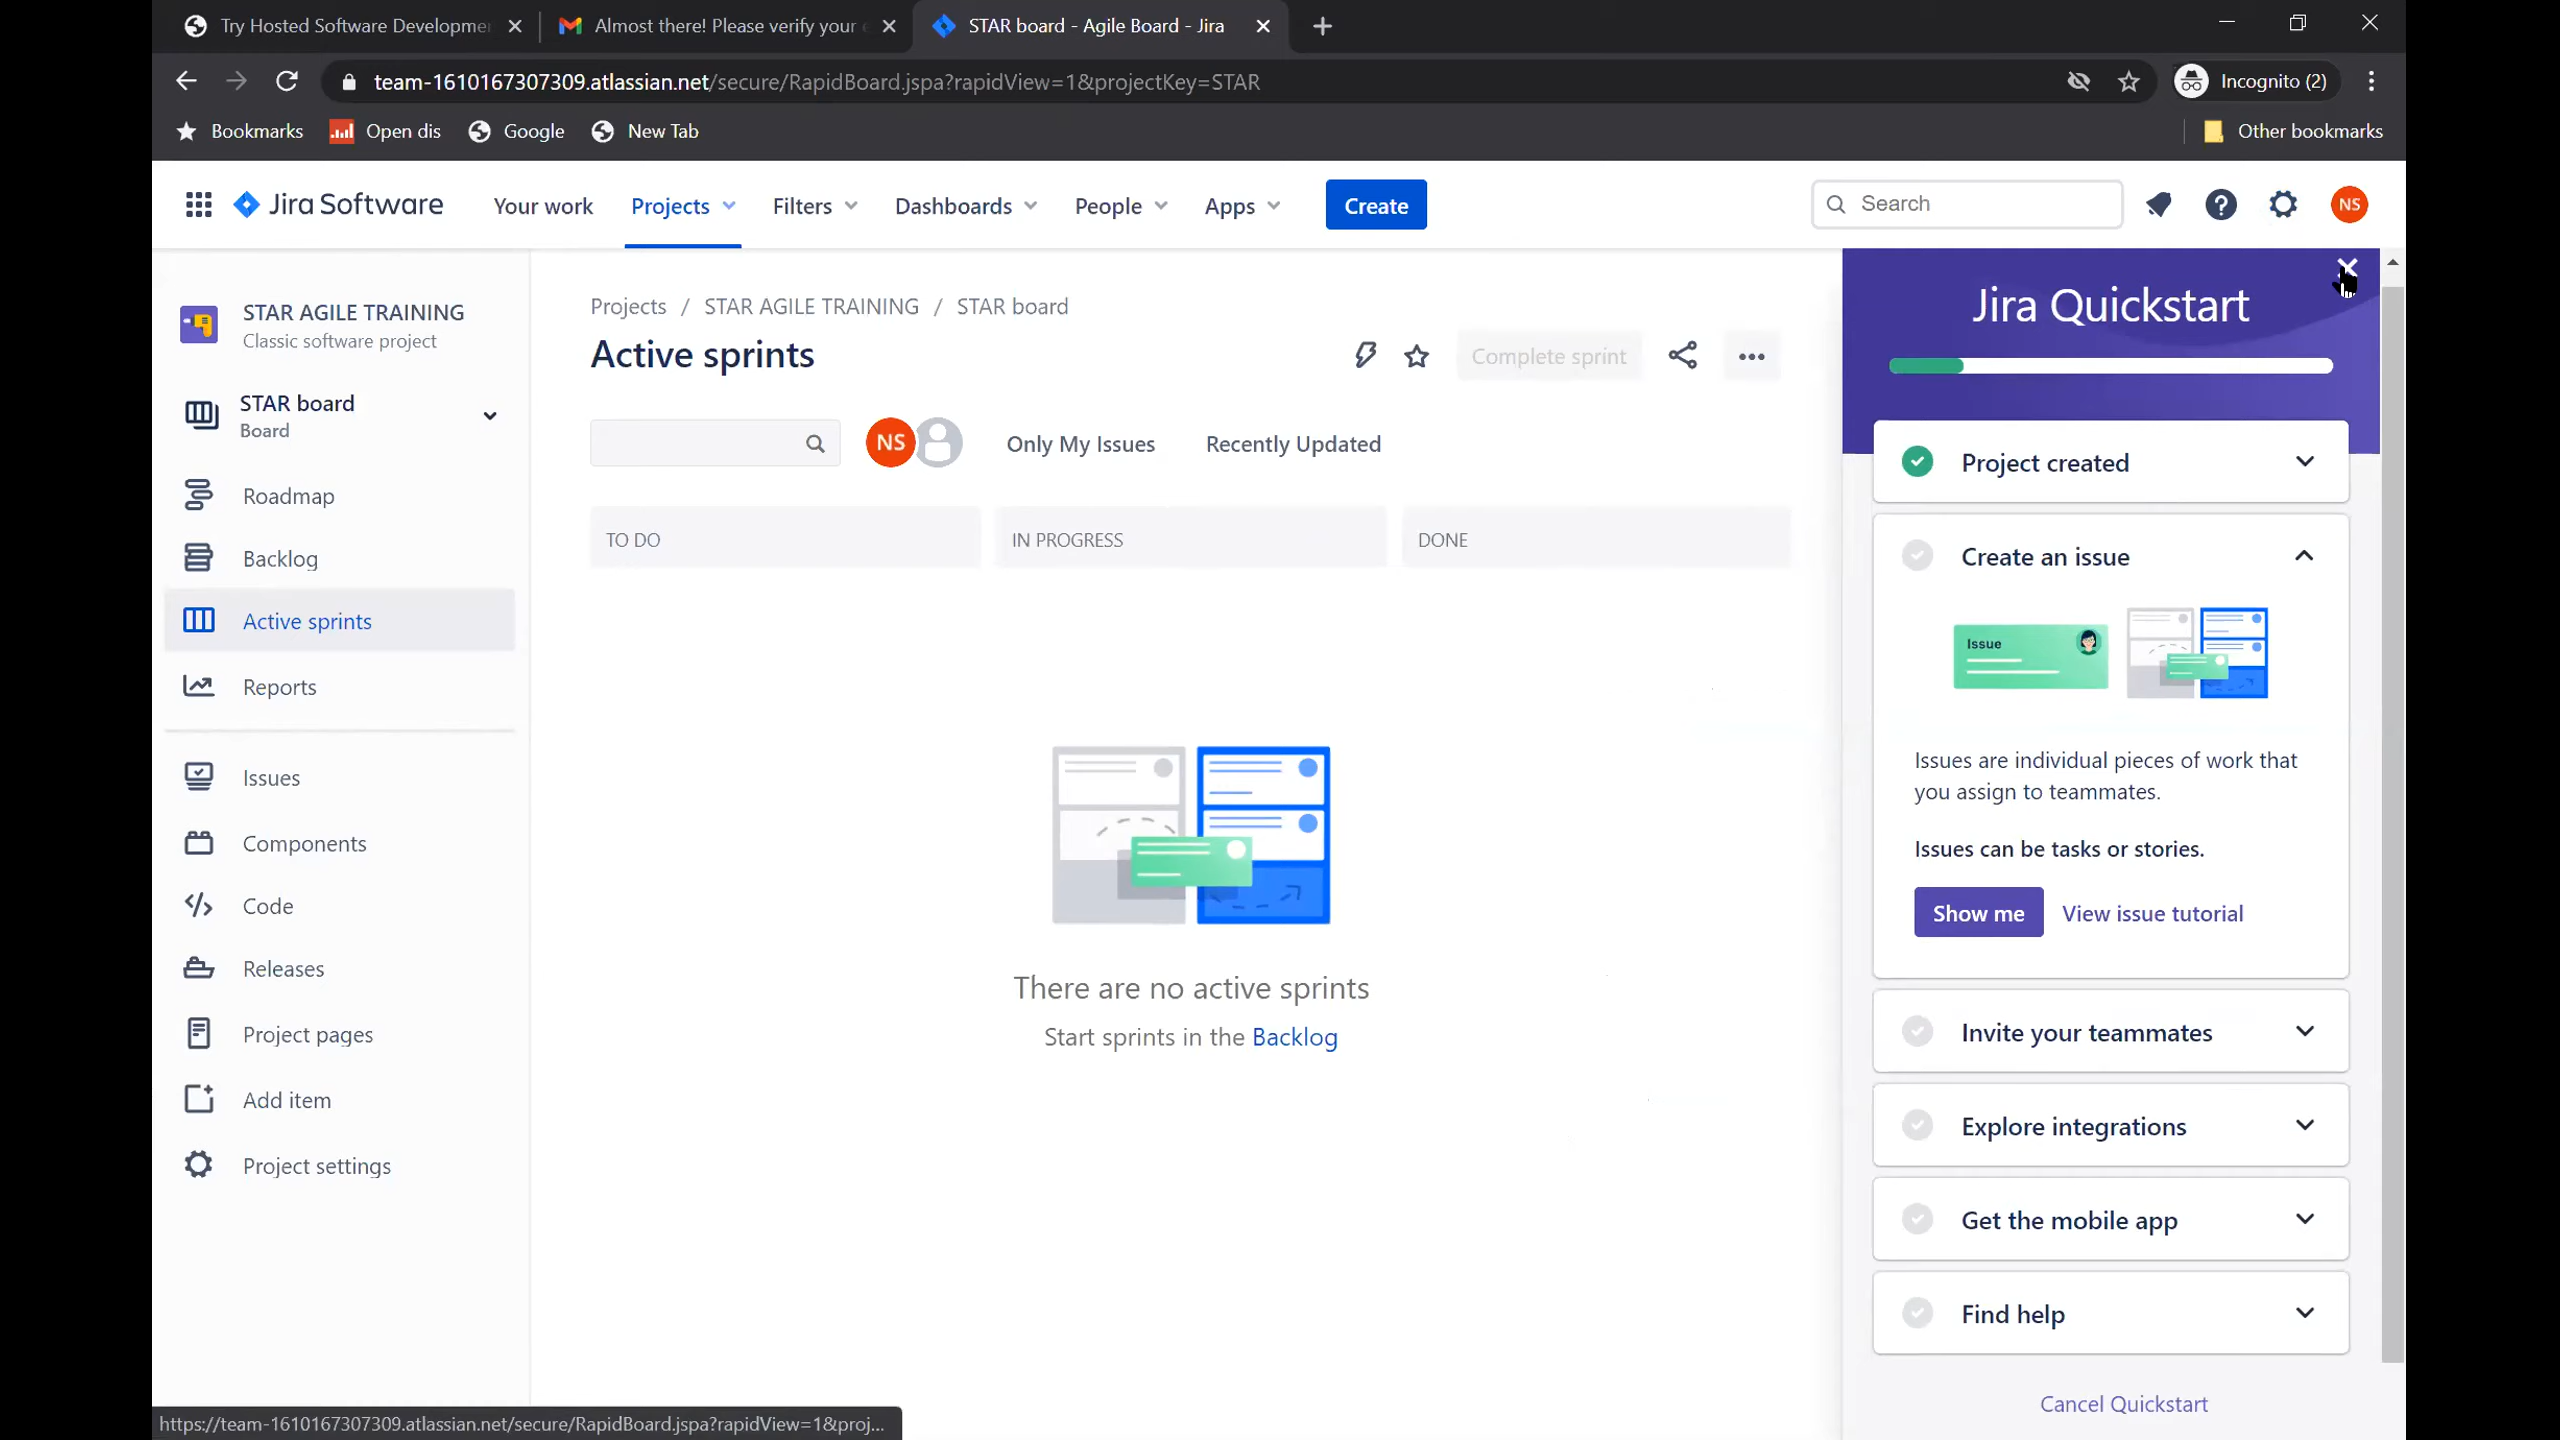 Try Hosted Software Developme
Almost there! Please verify your e
STAR board - Agile Board - Jira
team-1610167307309.atlassian.net/secure/RapidBoard.jspa?rapidView=1&projectKey=STAR
Incognito (2)
Bookmarks
Open dis
Google
New Tab
Other bookmarks
Jira Software
Your work
Projects
Filters
Dashboards
People
Apps
Create
Search
NS
STAR AGILE TRAINING
Classic software project
STAR board
Board
Roadmap
Backlog
Active sprints
Reports
Issues
Components
Code
Releases
Project pages
Add item
Project settings
Projects / STAR AGILE TRAINING / STAR board
Active sprints
Complete sprint
NS
Only My Issues
Recently Updated
TO DO
IN PROGRESS
DONE
There are no active sprints
Start sprints in the Backlog
Jira Quickstart
Project created
Create an issue
Issue
Issues are individual pieces of work that
you assign to teammates.
Issues can be tasks or stories.
Show me
View issue tutorial
Invite your teammates
Explore integrations
Get the mobile app
Find help
Cancel Quickstart
https://team-1610167307309.atlassian.net/secure/RapidBoard.jspa?rapidView=1&proj...